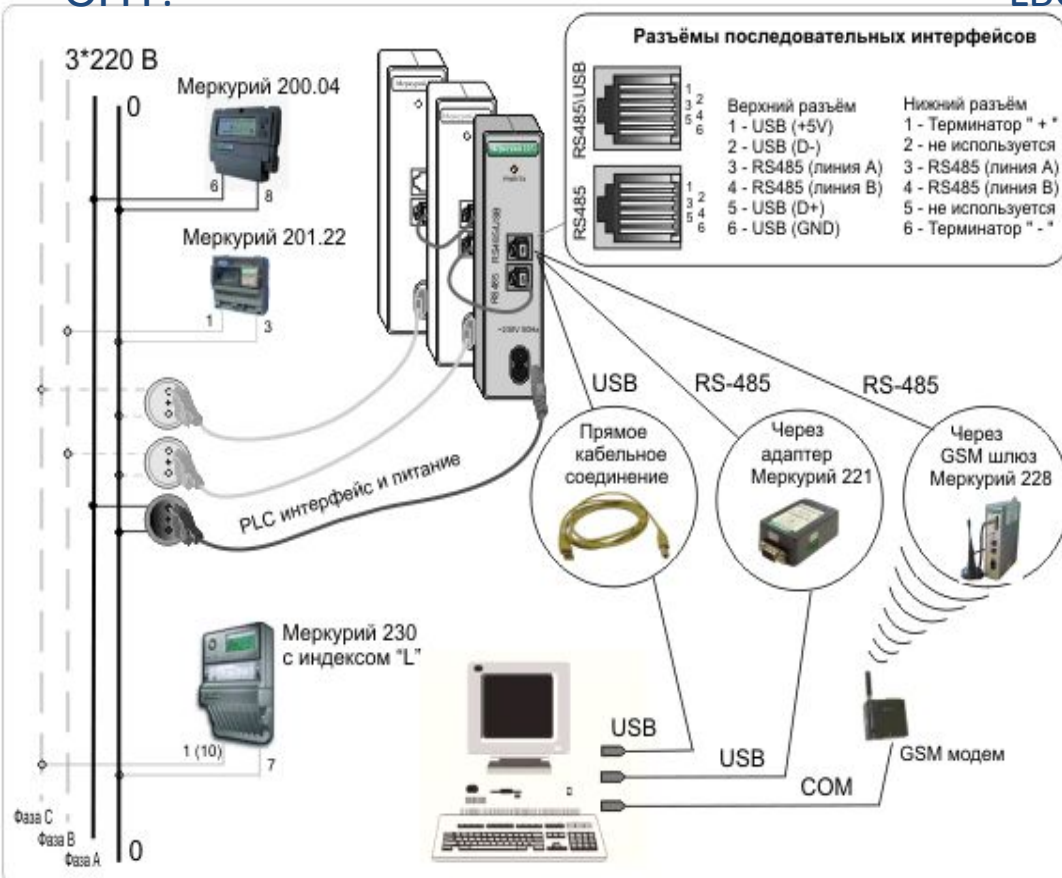 3*220 В
0
Меркурий 200.04
6
8
Меркурий 201.22
1
3
Разъёмы последовательных интерфейсов
RS485\USB
1
2
3
4
5
6
Верхний разъём
1 - USB (+5V)
2 - USB (D-)
3 - RS485 (линия A)
4 - RS485 (линия B)
5 - USB (D+)
6 - USB (GND)
Нижний разъём
1 - Терминатор " + "
2 - не используется
3 - RS485 (линия A)
4 - RS485 (линия B)
5 - не используется
6 - Терминатор " - "
RS485
1
2
3
4
5
6
RS485/USB
RS485
~230V 50Hz
USB
RS-485
RS-485
Прямое
кабельное
соединение
Через
адаптер
Меркурий 221
Через
GSM шлюз
Меркурий 228
PLC интерфейс и питание
Меркурий 230
с индексом "L"
1 (10)
7
USB
USB
COM
GSM модем
Фаза C
Фаза B
Фаза A
0